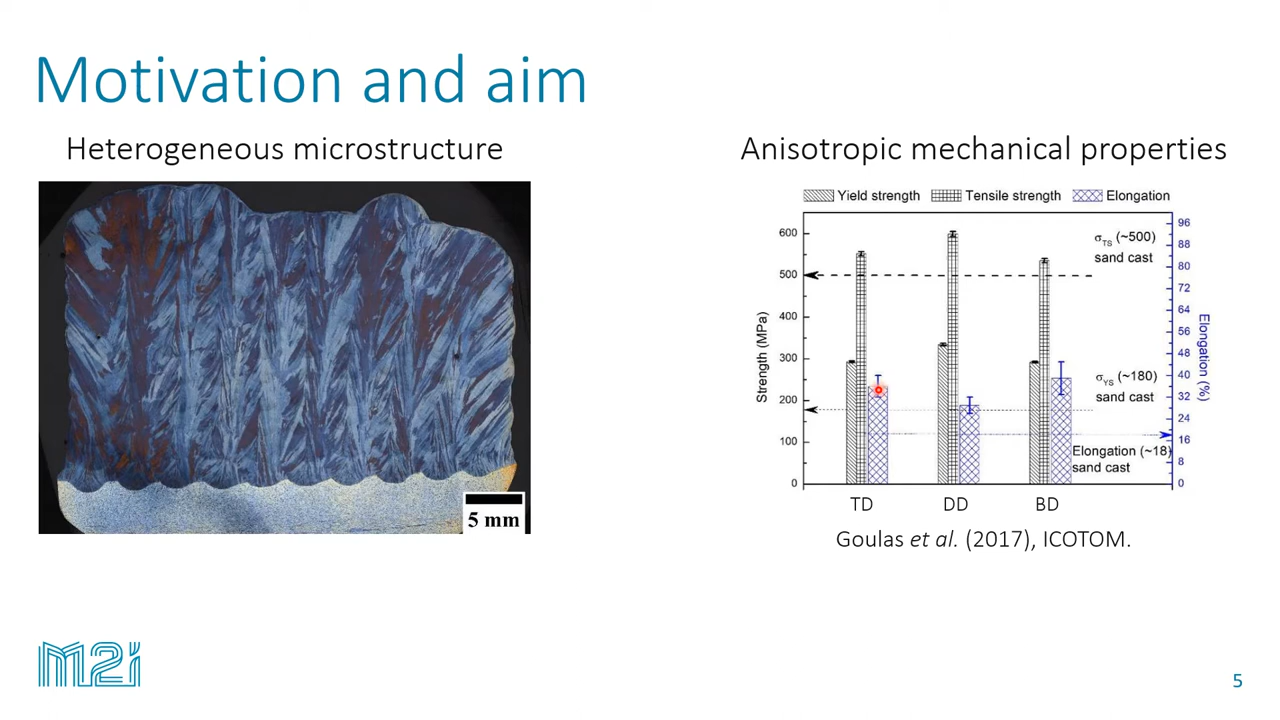 Motivation and aim
Heterogeneous microstructure
5 mm
Anisotropic mechanical properties
Yield strength Tensile strength Elongation
600
500
400
300
200
100
0
Strength (MPa)
96
88
80
72
64
56
48
40
32
24
16
8
0
Elongation (%)
σTS (~500)
sand cast
σYS (~180)
sand cast
Elongation (~18)
sand cast
TD DD BD
Goulas et al. (2017), ICOTOM.
M2i
5